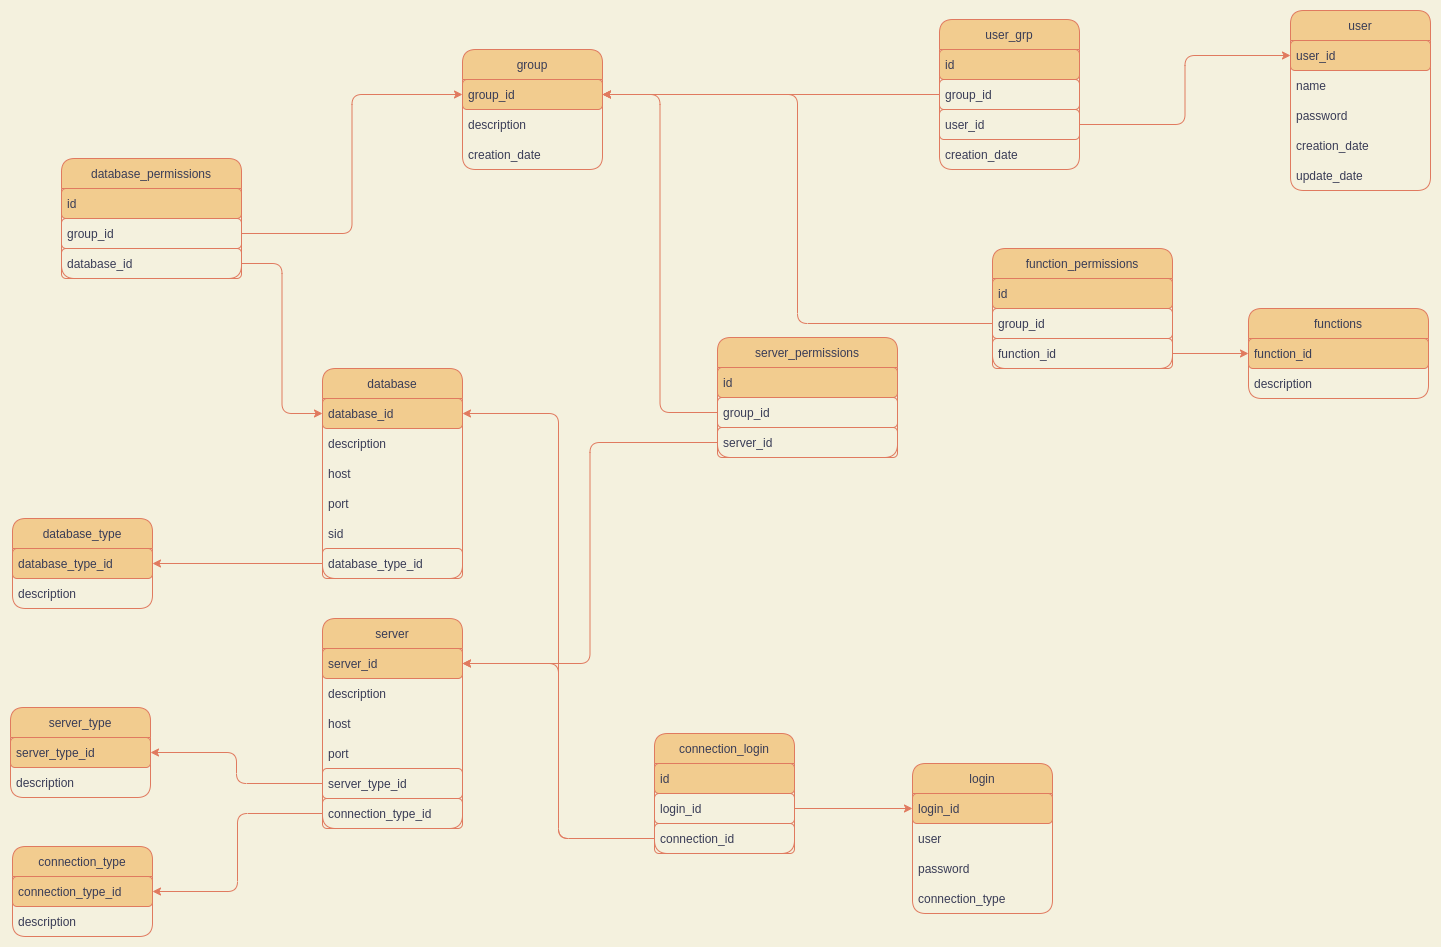 group
group_id
description
creation_date
user_grp
id
group_id
user_id
creation_date
user
user_id
name
password
creation_date
update_date
database_permissions
id
group_id
database_id
function_permissions
id
group_id
function_id
functions
function_id
description
server_permissions
id
group_id
server_id
database
database_id
description
host
port
sid
database_type_id
database_type
database_type_id
description
server
server_id
description
host
port
server_type_id
connection_type_id
server_type
server_type_id
description
connection_type
connection_type_id
description
connection_login
id
login_id
connection_id
login
login_id
user
password
connection_type